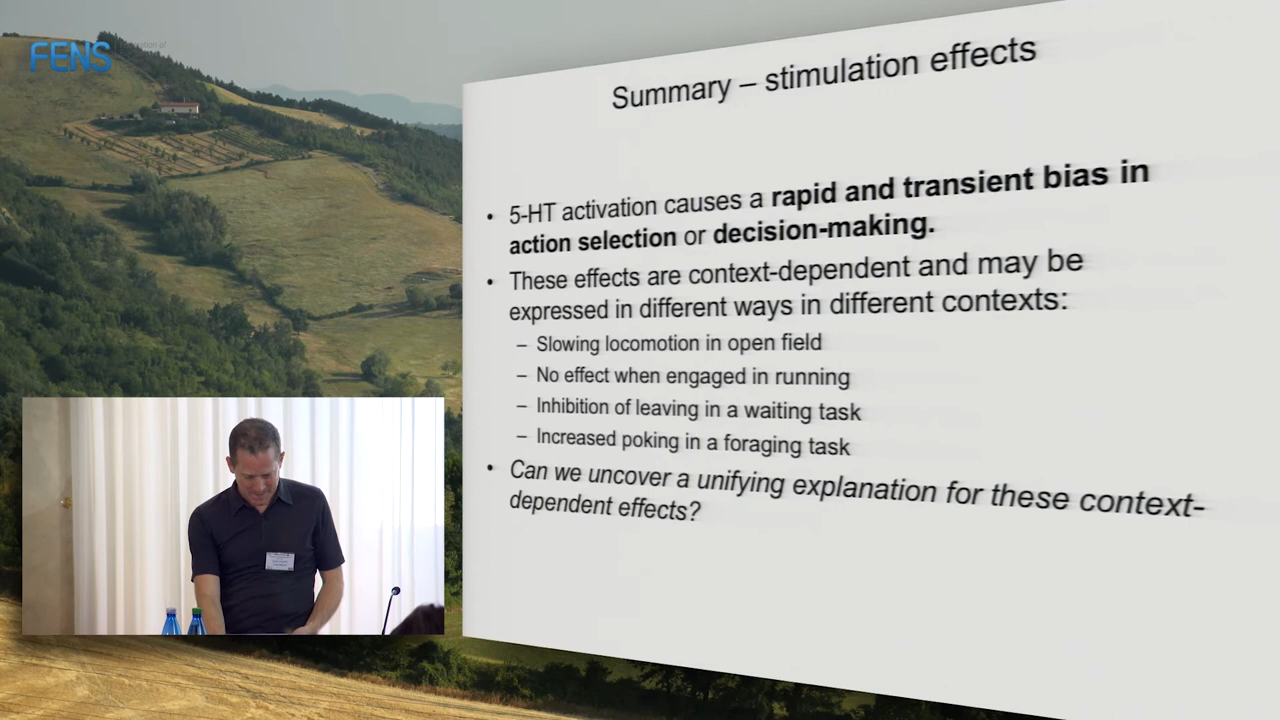 FENS
Summary – stimulation effects
• 5-HT activation causes a rapid and transient bias in
action selection or decision-making.
• These effects are context-dependent and may be
expressed in different ways in different contexts:
– Slowing locomotion in open field
– No effect when engaged in running
– Inhibition of leaving in a waiting task
– Increased poking in a foraging task
• Can we uncover a unifying explanation for these context-
dependent effects?